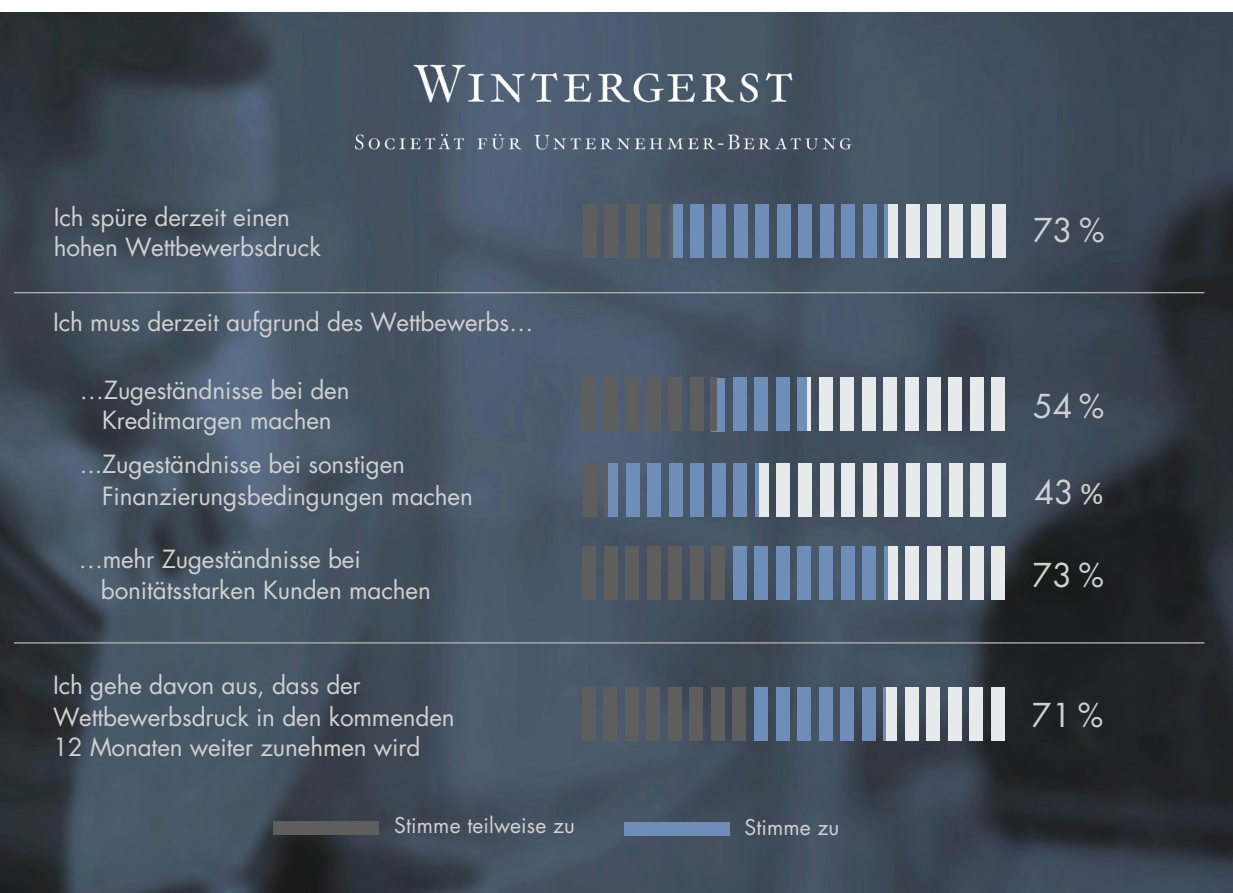 Wintergerst
Societät für Unternehmer-Beratung
Ich spüre derzeit einen
hohen Wettbewerbsdruck
73 %
Ich muss derzeit aufgrund des Wettbewerbs...
...Zugeständnisse bei den
Kreditmargen machen
54 %
...Zugeständnisse bei sonstigen
Finanzierungsbedingungen machen
43 %
...mehr Zugeständnisse bei
bonitätsstarken Kunden machen
73 %
Ich gehe davon aus, dass der
Wettbewerbsdruck in den kommenden
12 Monaten weiter zunehmen wird
71 %
Stimme teilweise zu
Stimme zu